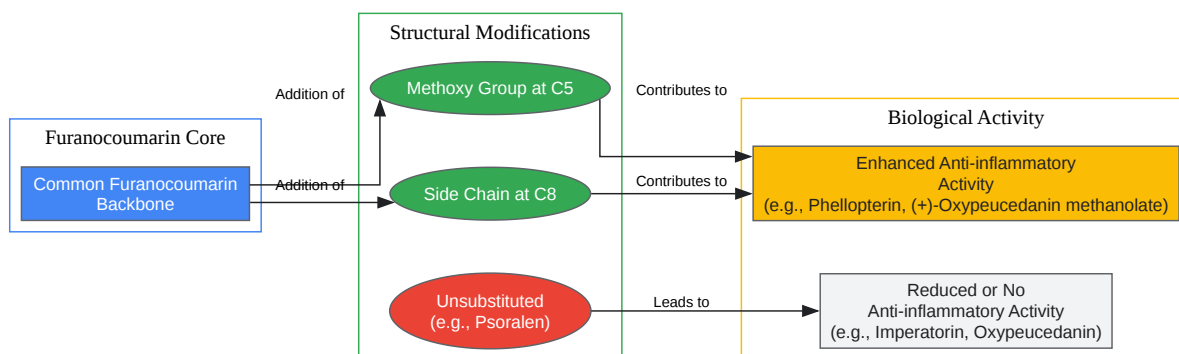 Structural Modifications
Methoxy Group at C5
Addition of
Contributes to
Furanocoumarin Core
Biological Activity
Common Furanocoumarin
Backbone
Addition of
Side Chain at C8
Contributes to
Enhanced Anti-inflammatory
Activity
(e.g., Phellopterin, (+)-Oxypeucedanin methanolate)
Unsubstituted
(e.g., Psoralen)
Leads to
Reduced or No
Anti-inflammatory Activity
(e.g., Imperatorin, Oxypeucedanin)